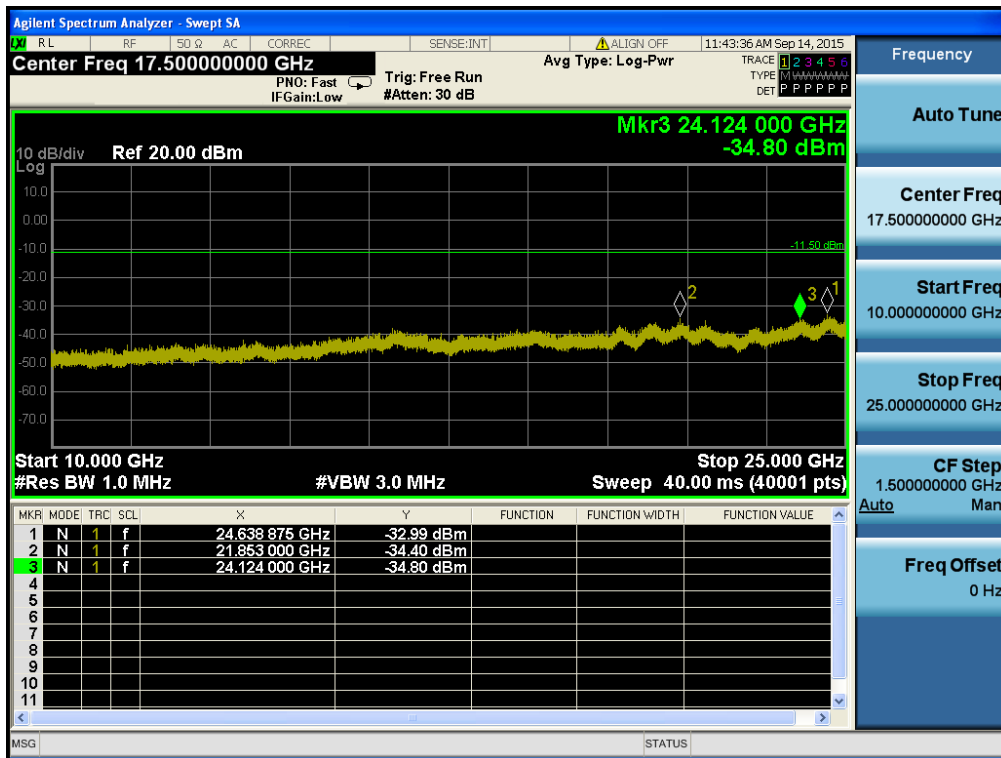 Agilent Spectrum Analyzer - Swept SA
LXI RL RF 50 Ω AC CORREC SENSE:INT ALIGN OFF 11:43:36 AM Sep 14, 2015
Center Freq 17.500000000 GHz
PNO: Fast
IFGain:Low
Trig: Free Run
#Atten: 30 dB
Avg Type: Log-Pwr
TRACE 1 2 3 4 5 6
TYPE M WWWWW
DET P P P P P P
Mkr3 24.124 000 GHz
-34.80 dBm
10 dB/div Ref 20.00 dBm
Log
10.0
0.00
-10.0
-11.50 dBm
-20.0
2 3 1
-30.0
-40.0
-50.0
-60.0
-70.0
Start 10.000 GHz Stop 25.000 GHz
#Res BW 1.0 MHz #VBW 3.0 MHz Sweep 40.00 ms (40001 pts)
MKR MODE TRC SCL X Y FUNCTION FUNCTION WIDTH FUNCTION VALUE
1 N 1 f 24.638 875 GHz -32.99 dBm
2 N 1 f 21.853 000 GHz -34.40 dBm
3 N 1 f 24.124 000 GHz -34.80 dBm
4
5
6
7
8
9
10
11
MSG STATUS
Frequency
Auto Tune
Center Freq
17.500000000 GHz
Start Freq
10.000000000 GHz
Stop Freq
25.000000000 GHz
CF Step
1.500000000 GHz
Auto Man
Freq Offset
0 Hz